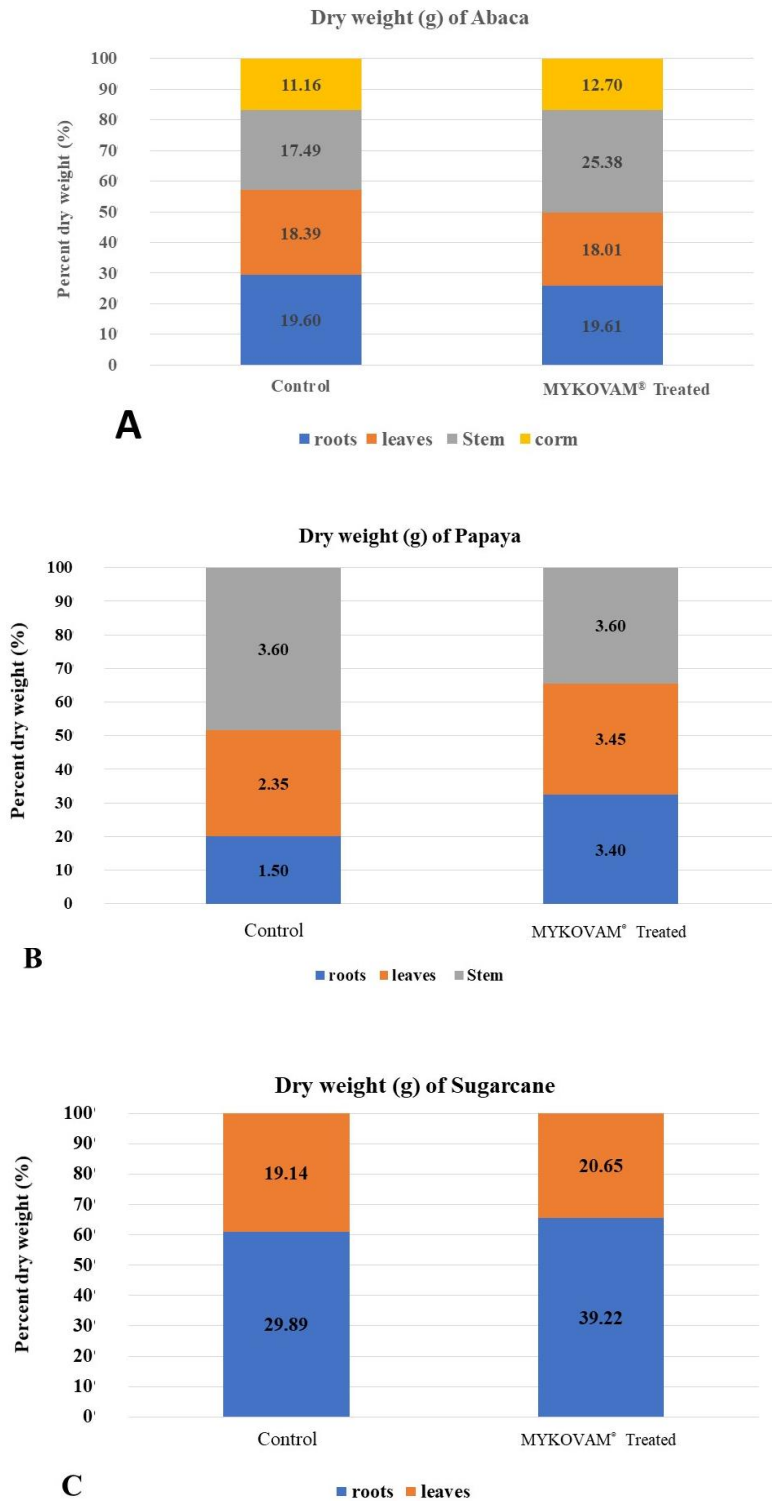 Dry weight (g) of Abaca
Percent dry weight (%)
100
90
80
70
60
50
40
30
20
10
0
11.16
12.70
17.49
25.38
18.39
18.01
19.60
19.61
Control
MYKOVAM® Treated
A
roots leaves Stem corm
Dry weight (g) of Papaya
Percent dry weight (%)
100
90
80
70
60
50
40
30
20
10
0
3.60
3.60
2.35
3.45
1.50
3.40
Control
MYKOVAM® Treated
B
roots leaves Stem
Dry weight (g) of Sugarcane
Percent dry weight (%)
100
90
80
70
60
50
40
30
20
10
0
19.14
20.65
29.89
39.22
Control
MYKOVAM® Treated
C
roots leaves